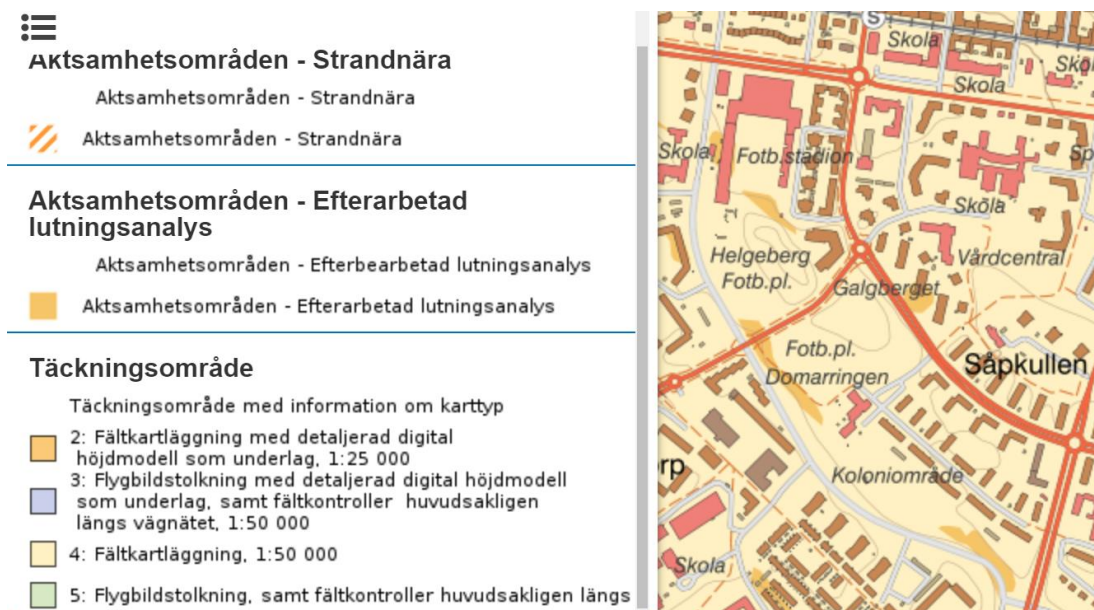 Aktsamhetsområden - Strandnära
Aktsamhetsområden - Strandnära
Aktsamhetsområden - Strandnära
Aktsamhetsområden - Efterarbetad
lutningsanalys
Aktsamhetsområden - Efterbearbetad lutningsanalys
Aktsamhetsområden - Efterarbetad lutningsanalys
Täckningsområde
Täckningsområde med information om karttyp
2: Fältkartläggning med detaljerad digital
höjdmodell som underlag, 1:25 000
3: Flygbildstolkning med detaljerad digital höjdmodell
som underlag, samt fältkontroller huvudsakligen
längs vägnätet, 1:50 000
4: Fältkartläggning, 1:50 000
5: Flygbildstolkning, samt fältkontroller huvudsakligen längs
S
Skola
Skol
Skola
Skola
Fotb.stadion
Sp
Skola
Helgeberg
Fotb.pl.
Vårdcentral
Galgberget
Fotb.pl.
Domarringen
Såpkullen
rp
Koloniområde
Skola